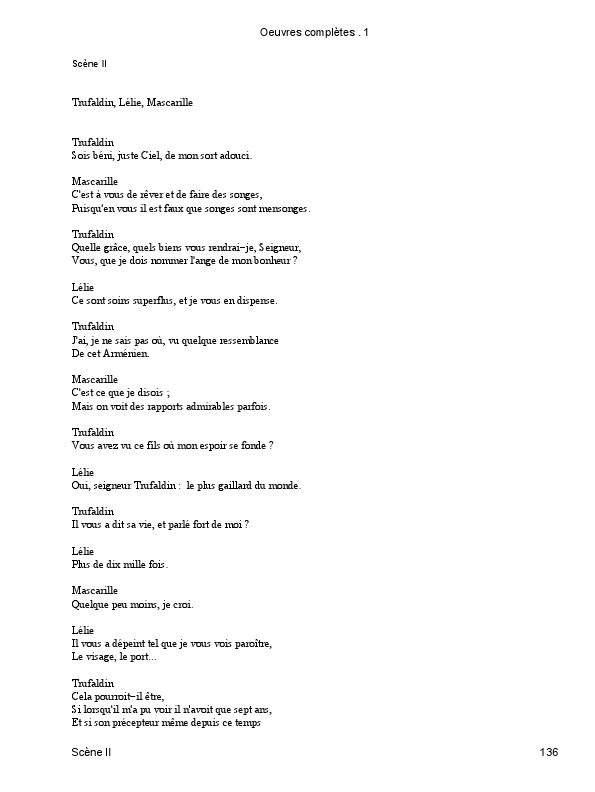 Oeuvres complètes . 1
Scène II
Trufaldin, Lélie, Mascarille
Trufaldin
Sois béni, juste Ciel, de mon sort adouci.
Mascarille
C'est à vous de rêver et de faire des songes,
Puisqu'en vous il est faux que songes sont mensonges.
Trufaldin
Quelle grâce, quels biens vous rendrai−je, Seigneur,
Vous, que je dois nommer l'ange de mon bonheur ?
Lélie
Ce sont soins superflus, et je vous en dispense.
Trufaldin
J'ai, je ne sais pas où, vu quelque ressemblance
De cet Arménien.
Mascarille
C'est ce que je disois ;
Mais on voit des rapports admirables parfois.
Trufaldin
Vous avez vu ce fils où mon espoir se fonde ?
Lélie
Oui, seigneur Trufaldin : le plus gaillard du monde.
Trufaldin
Il vous a dit sa vie, et parlé fort de moi ?
Lélie
Plus de dix mille fois.
Mascarille
Quelque peu moins, je croi.
Lélie
Il vous a dépeint tel que je vous vois paroître,
Le visage, le port...
Trufaldin
Cela pourroit−il être,
Si lorsqu'il m'a pu voir il n'avoit que sept ans,
Et si son précepteur même depuis ce temps
Scène II
136